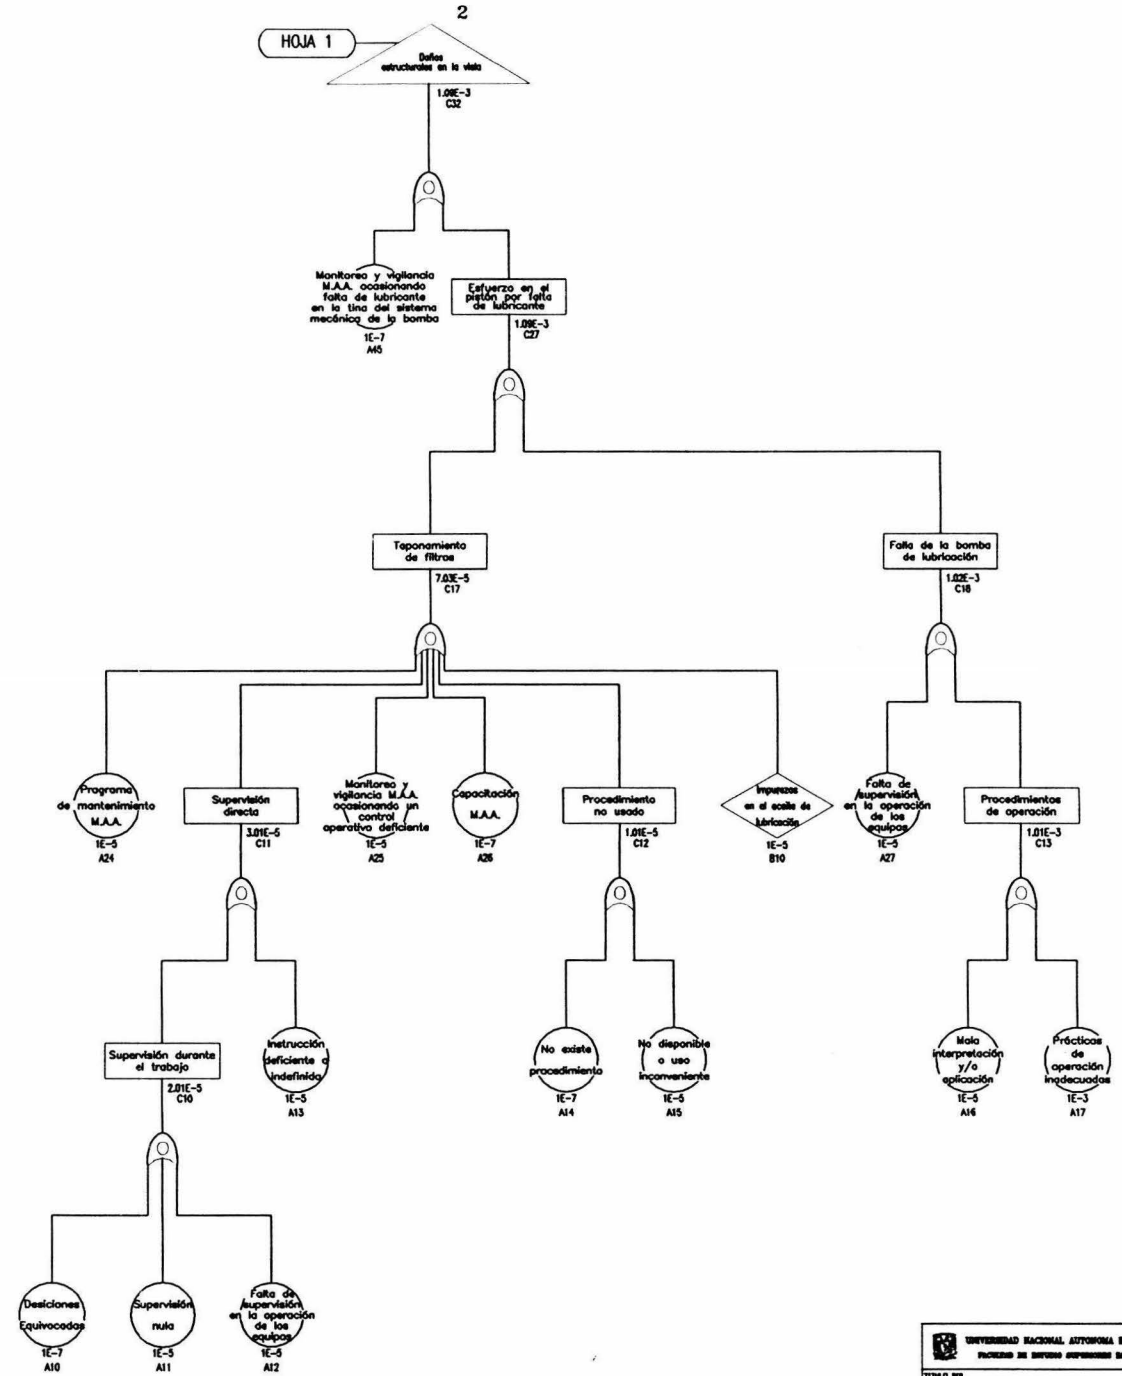 2
HOJA 1
Daños
estructurales en la viela
1.09E-3
C32
Monitoreo y vigilancia
M.A.A. ocasionando
falta de lubricante
en la tina del sistema
mecánica de la bomba
1E-7
A45
Esfuerzo en el
pistón por falta
de lubricante
1.09E-3
C27
Taponamiento
de filtros
7.03E-5
C17
Falla de la bomba
de lubricación
1.02E-3
C18
Programa
de mantenimiento
M.A.A.
1E-5
A24
Supervisión
directa
3.01E-5
C11
Monitoreo y
vigilancia M.A.A.
ocasionando un
control
operativo deficiente
1E-5
A25
Capacitación
M.A.A.
1E-7
A26
Procedimiento
no usado
1.01E-5
C12
Impurezas
en el aceite de
lubricación
1E-5
B10
Falta de
supervisión
en la operación
de los
equipos
1E-5
A27
Procedimientos
de operación
1.01E-3
C13
Supervisión durante
el trabajo
2.01E-5
C10
Instrucción
deficiente o
indefinida
1E-5
A13
No existe
procedimiento
1E-7
A14
No disponible
o uso
inconveniente
1E-5
A15
Mala
interpretación
y/o
aplicación
1E-5
A16
Prácticas
de
operación
inadecuadas
1E-3
A17
Desiciones
Equivocadas
1E-7
A10
Supervisión
nula
1E-5
A11
Falta de
supervisión
en la operación
de los
equipos
1E-5
A12
UNIVERSIDAD NACIONAL AUTONOMA
FACULTAD DE ESTUDIO SUPERIORES